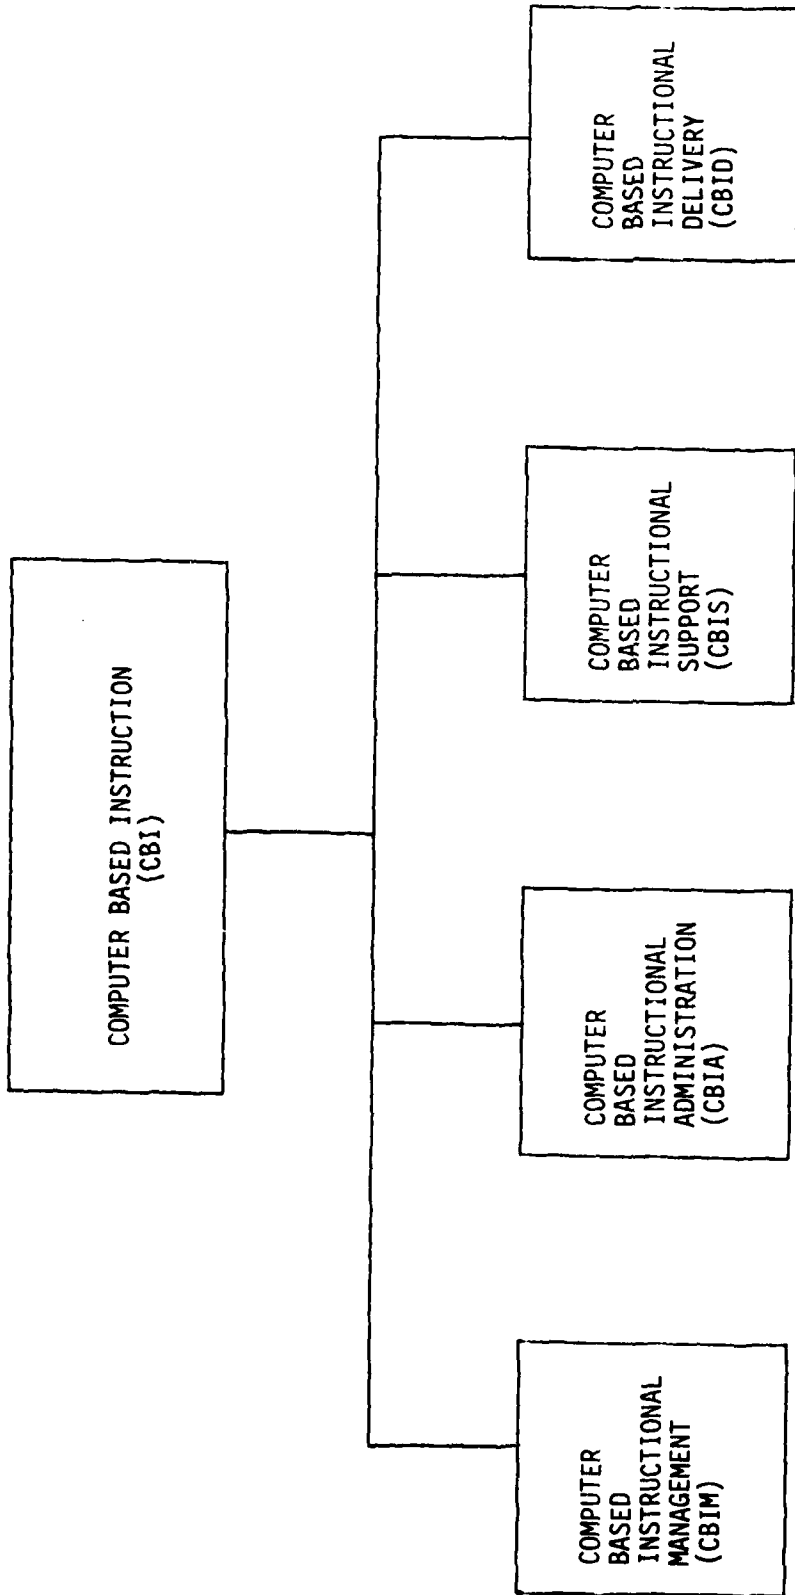 COMPUTER BASED INSTRUCTION
(CBI)
COMPUTER
BASED
INSTRUCTIONAL
MANAGEMENT
(CBIM)
COMPUTER
BASED
INSTRUCTIONAL
ADMINISTRATION
(CBIA)
COMPUTER
BASED
INSTRUCTIONAL
SUPPORT
(CBIS)
COMPUTER
BASED
INSTRUCTIONAL
DELIVERY
(CBID)